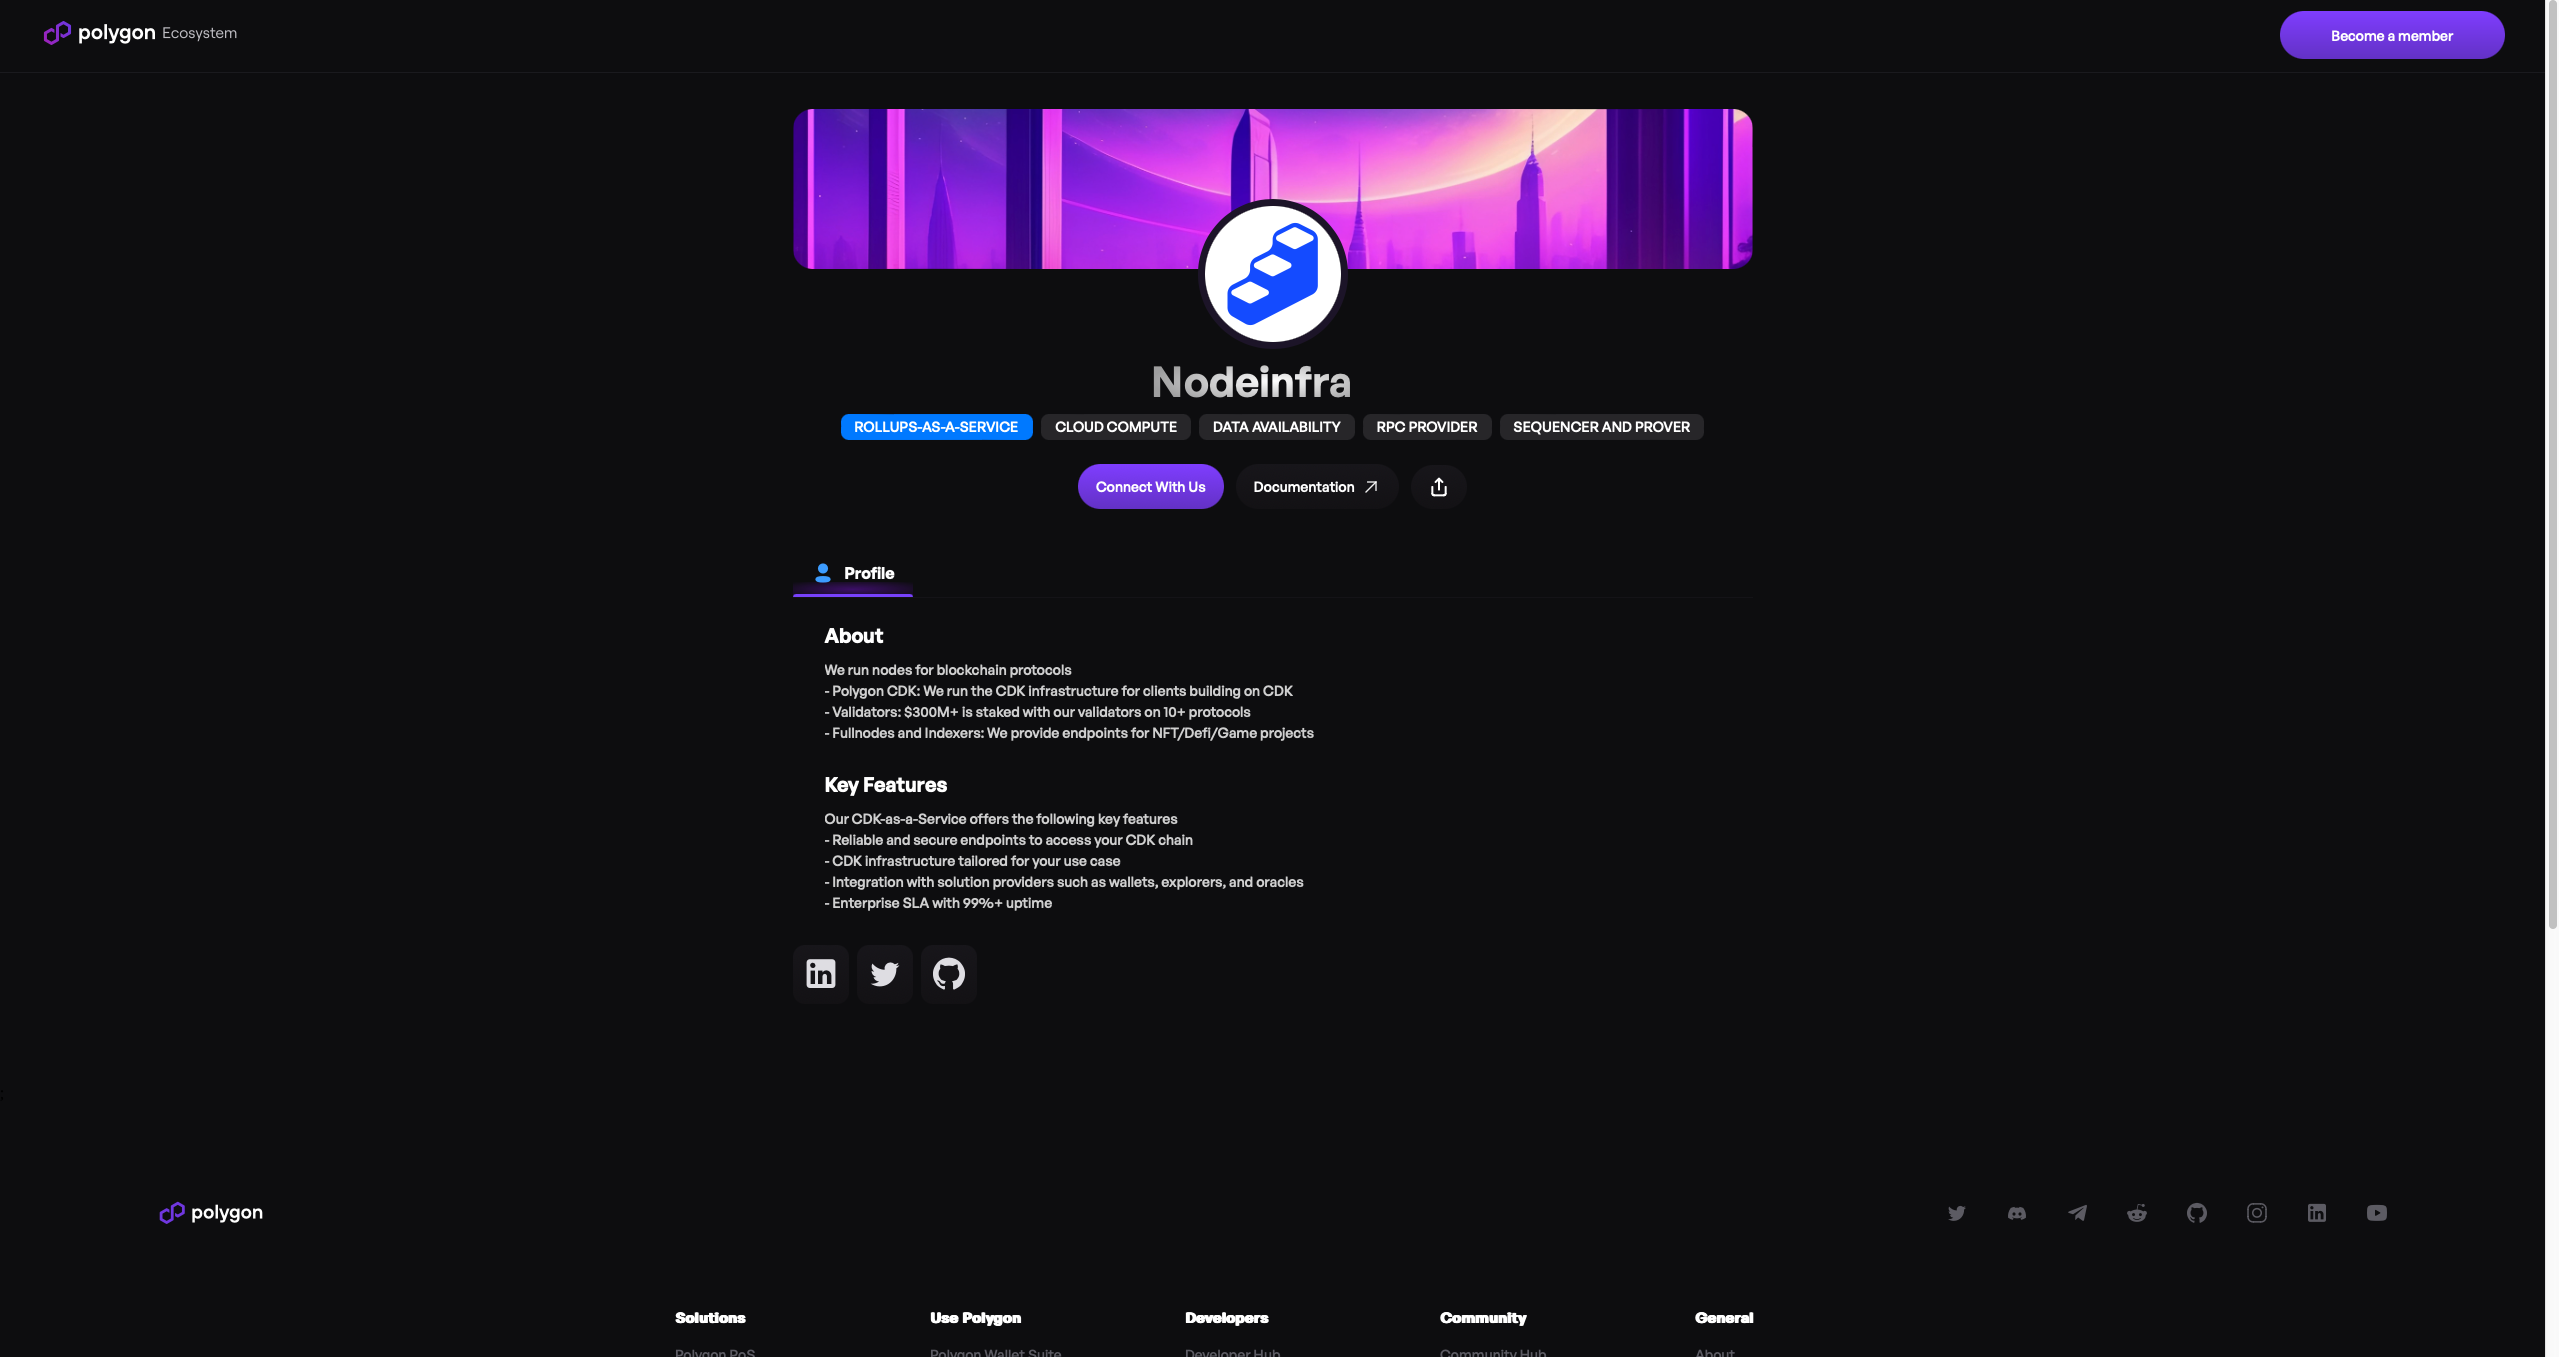 polygon Ecosystem
Become a member
Nodeinfra
ROLLUPS-AS-A-SERVICE CLOUD COMPUTE DATA AVAILABILITY RPC PROVIDER SEQUENCER AND PROVER
Connect With Us Documentation
Profile
About
We run nodes for blockchain protocols
- Polygon CDK: We run the CDK infrastructure for clients building on CDK
- Validators: $300M+ is staked with our validators on 10+ protocols
- Fullnodes and Indexers: We provide endpoints for NFT/Defi/Game projects
Key Features
Our CDK-as-a-Service offers the following key features
- Reliable and secure endpoints to access your CDK chain
- CDK infrastructure tailored for your use case
- Integration with solution providers such as wallets, explorers, and oracles
- Enterprise SLA with 99%+ uptime
polygon
Solutions Use Polygon Developers Community General
Polygon PoS Polygon Wallet Suite Developer Hub Community Hub About